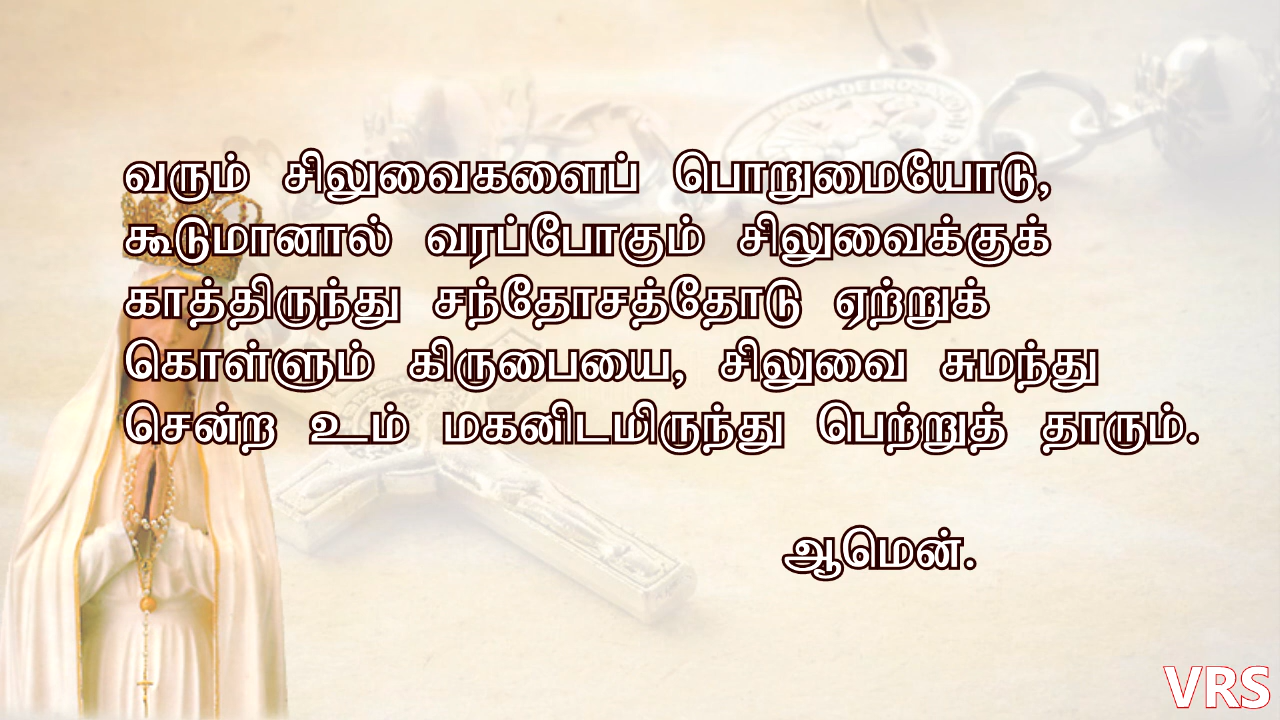 வரும் சிலுவைகளைப் பொறுமையோடு,
கூடுமானால் வரப்போகும் சிலுவைக்குக்
காத்திருந்து சந்தோசத்தோடு ஏற்றுக்
கொள்ளும் கிருபையை, சிலுவை சுமந்து
சென்ற உம் மகனிடமிருந்து பெற்றுத் தாரும்.
ஆமென்.
VRS